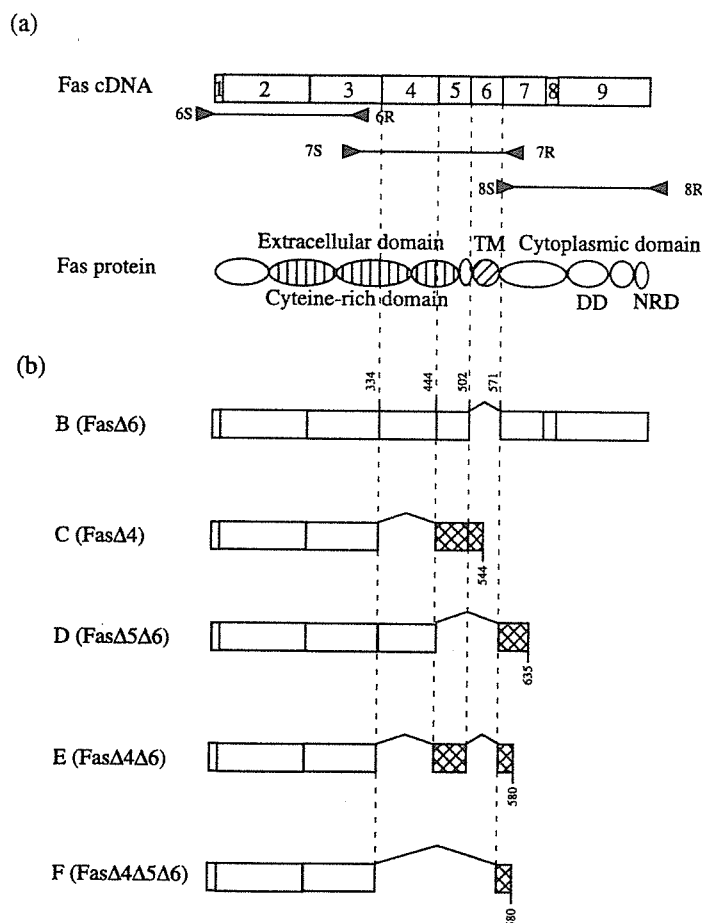 (a)
Fas cDNA 1 2 3 4 5 6 7 8 9
6S 6R
7S 7R
8S 8R
Extracellular domain TM Cytoplasmic domain
Fas protein
Cyteine-rich domain DD NRD
(b)
334 444 502 571
B (FasΔ6)
C (FasΔ4)
544
D (FasΔ5Δ6)
635
E (FasΔ4Δ6)
580
F (FasΔ4Δ5Δ6)
580